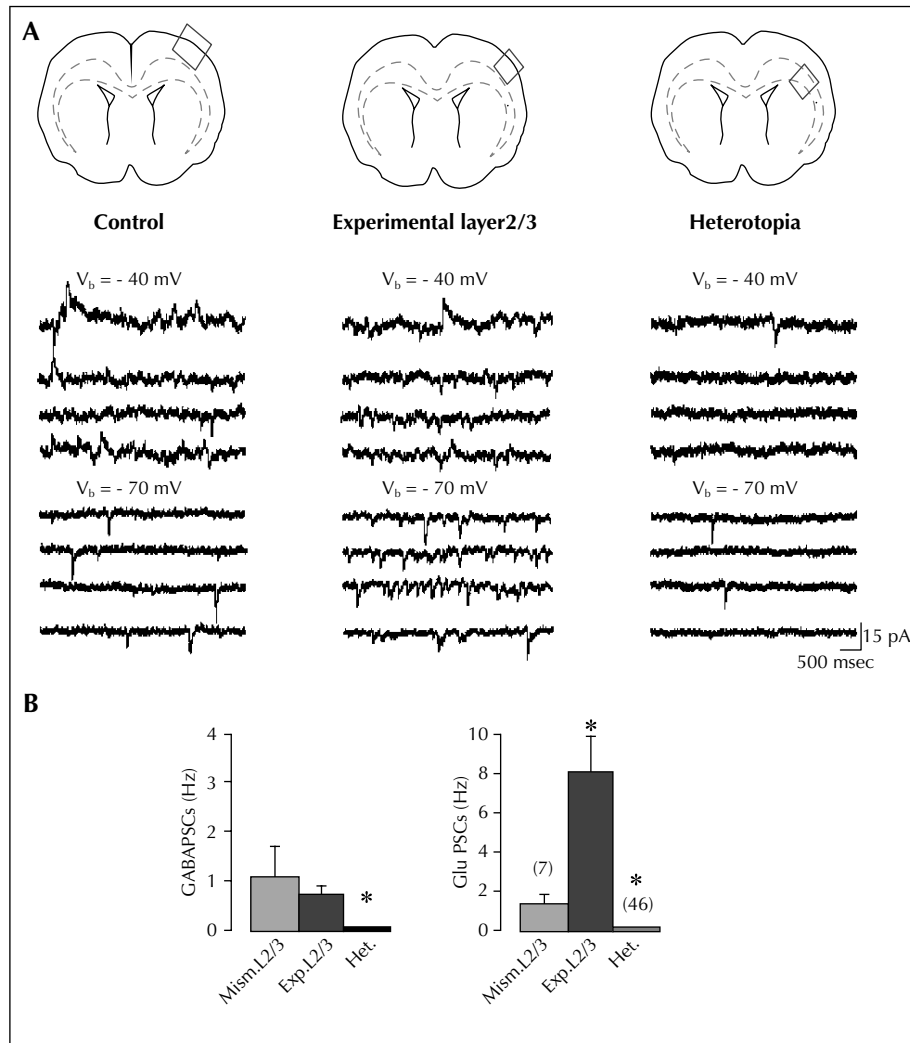 A
Control
Experimental layer2/3
Heterotopia
V_b = - 40 mV
V_b = - 40 mV
V_b = - 40 mV
V_b = - 70 mV
V_b = - 70 mV
V_b = - 70 mV
15 pA
500 msec
B
GABAPSCs (Hz)
4
3
2
1
0
*
Mism.L2/3
Exp.L2/3
Het.
Glu PSCs (Hz)
10
8
6
4
2
0
(7)
*
*
(46)
Mism.L2/3
Exp.L2/3
Het.